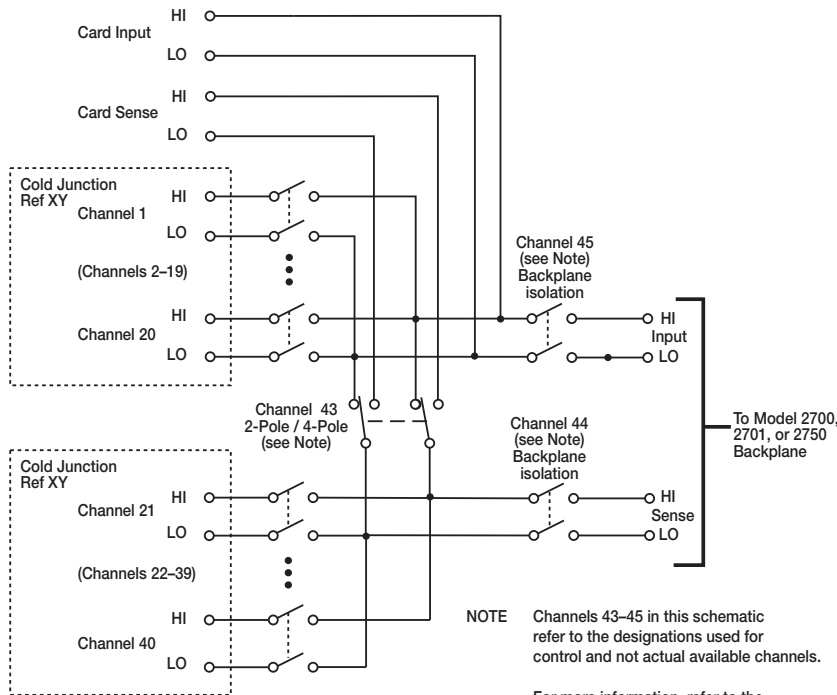 Card Input
HI
LO
Card Sense
HI
LO
Cold Junction
Ref XY
Channel 1
HI
LO
(Channels 2–19)
Channel 20
HI
LO
Channel 45
(see Note)
Backplane
isolation
HI
Input
LO
Channel 43
2-Pole / 4-Pole
(see Note)
Channel 44
(see Note)
Backplane
isolation
To Model 2700,
2701, or 2750
Backplane
Cold Junction
Ref XY
Channel 21
HI
LO
HI
Sense
LO
(Channels 22–39)
Channel 40
HI
LO
NOTE Channels 43–45 in this schematic
refer to the designations used for
control and not actual available channels.
For more information, refer to the